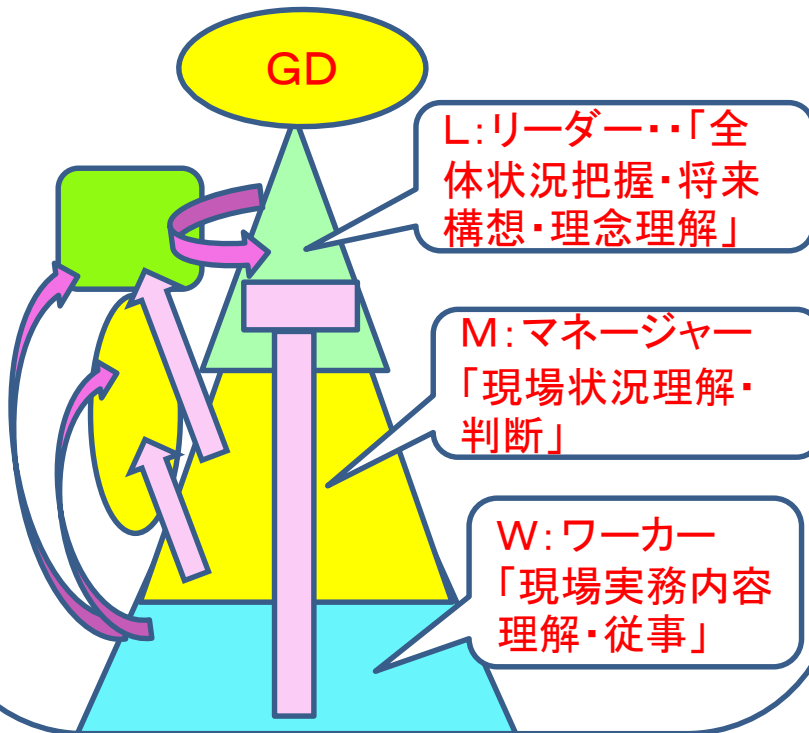 GD
L:リーダー・・「全
体状況把握・将来
構想・理念理解」
M:マネージャー
「現場状況理解・
判断」
W:ワーカー
「現場実務内容
理解・従事」